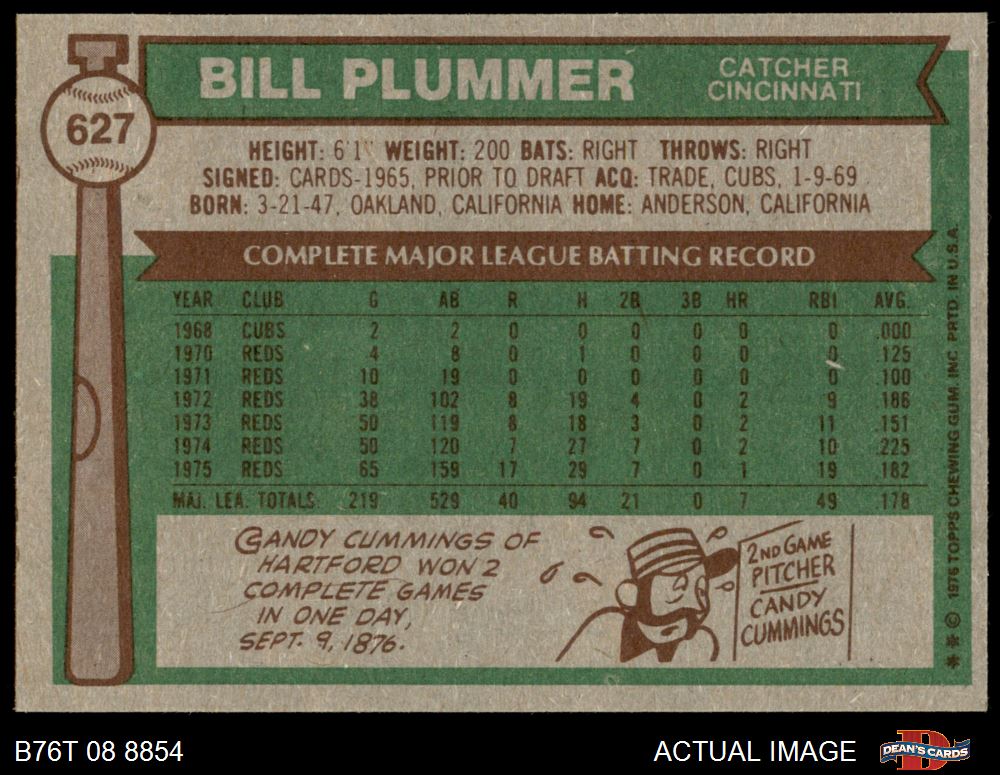 BILL PLUMMER
CATCHER
CINCINNATI
627
HEIGHT: 6'1" WEIGHT: 200 BATS: RIGHT THROWS: RIGHT
SIGNED: CARDS-1965, PRIOR TO DRAFT ACQ: TRADE, CUBS, 1-9-69
BORN: 3-21-47, OAKLAND, CALIFORNIA HOME: ANDERSON, CALIFORNIA
COMPLETE MAJOR LEAGUE BATTING RECORD
YEAR CLUB G AB R H 2B 3B HR RBI AVG.
1968 CUBS 2 2 0 0 0 0 0 0 .000
1970 REDS 4 8 0 1 0 0 0 0 .125
1971 REDS 10 19 0 0 0 0 0 0 .100
1972 REDS 38 102 8 19 4 0 2 9 .186
1973 REDS 50 119 8 18 3 0 2 11 .151
1974 REDS 50 120 7 27 7 0 2 10 .225
1975 REDS 65 159 17 29 7 0 1 19 .182
MAJ. LEA. TOTALS 219 529 40 94 21 0 7 49 .178
CANDY CUMMINGS OF
HARTFORD WON 2
COMPLETE GAMES
IN ONE DAY,
SEPT. 9, 1876.
2ND GAME
PITCHER
CANDY
CUMMINGS
** © 1976 TOPPS CHEWING GUM, INC. PRTD. IN U.S.A.
B76T 08 8854
ACTUAL IMAGE
D
DEAN'S CARDS